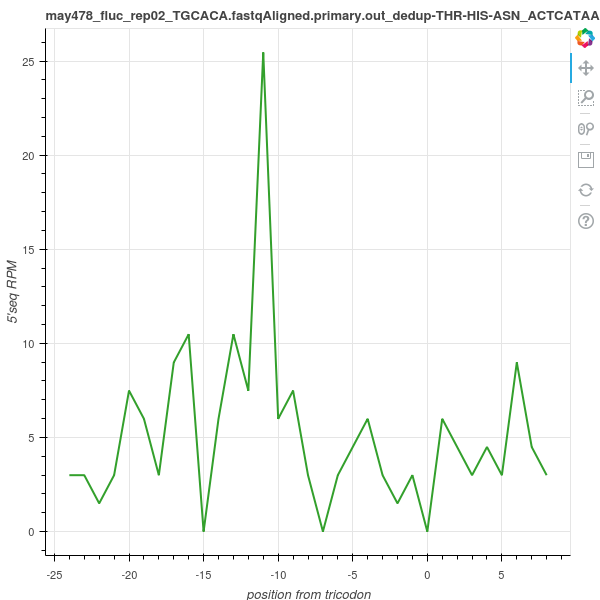 may478_fluc_rep02_TGCACA.fastqAligned.primary.out_dedup-THR-HIS-ASN_ACTCATAA
25
20
15
10
5
0
5'seq RPM
-25 -20 -15 -10 -5 0 5
position from tricodon